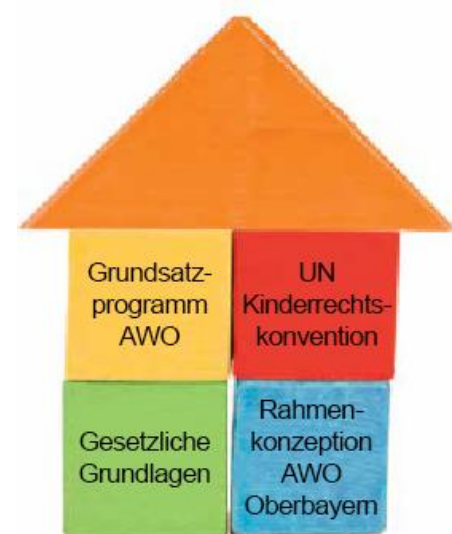 Grundsatz-
programm
AWO
UN
Kinderrechts-
konvention
Gesetzliche
Grundlagen
Rahmen-
konzeption
AWO
Oberbayern